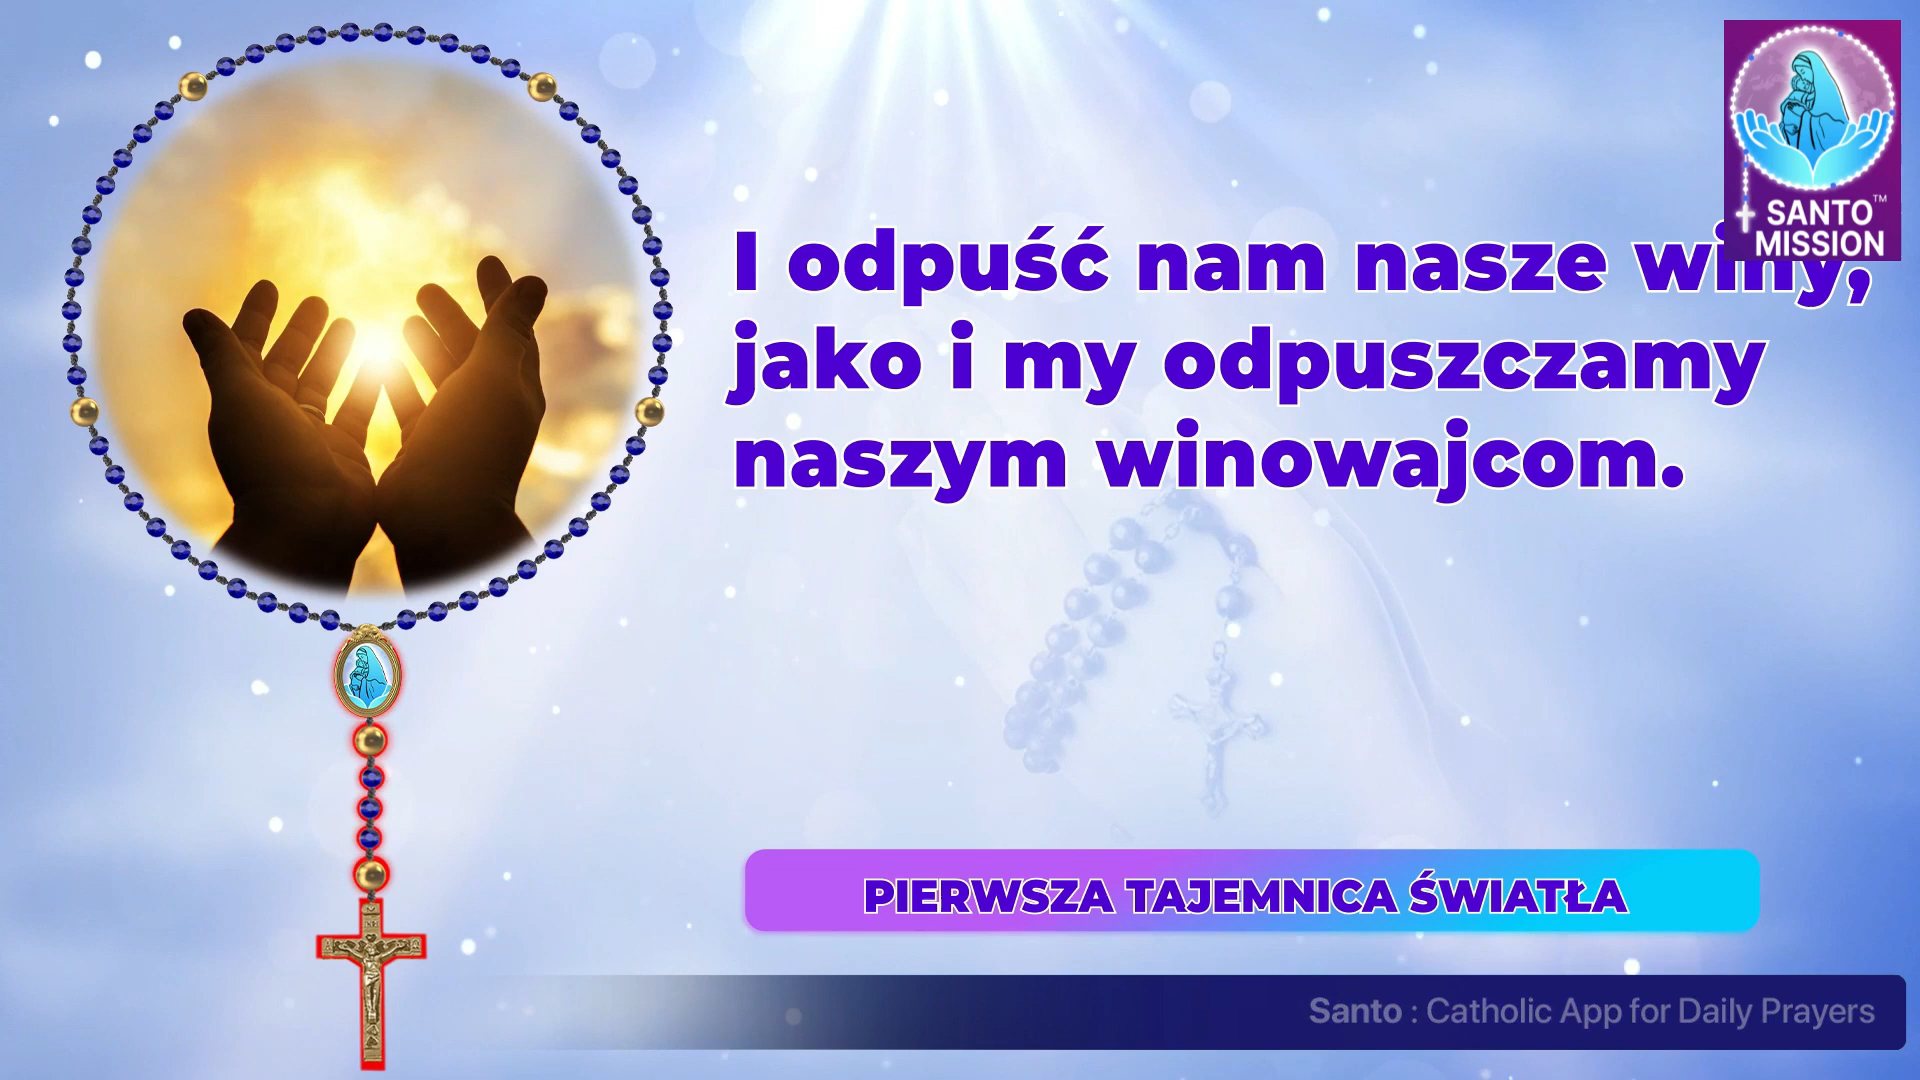 SANTO™
MISSION
I odpuść nam nasze winy,
jako i my odpuszczamy
naszym winowajcom.
PIERWSZA TAJEMNICA ŚWIATŁA
Santo : Catholic App for Daily Prayers